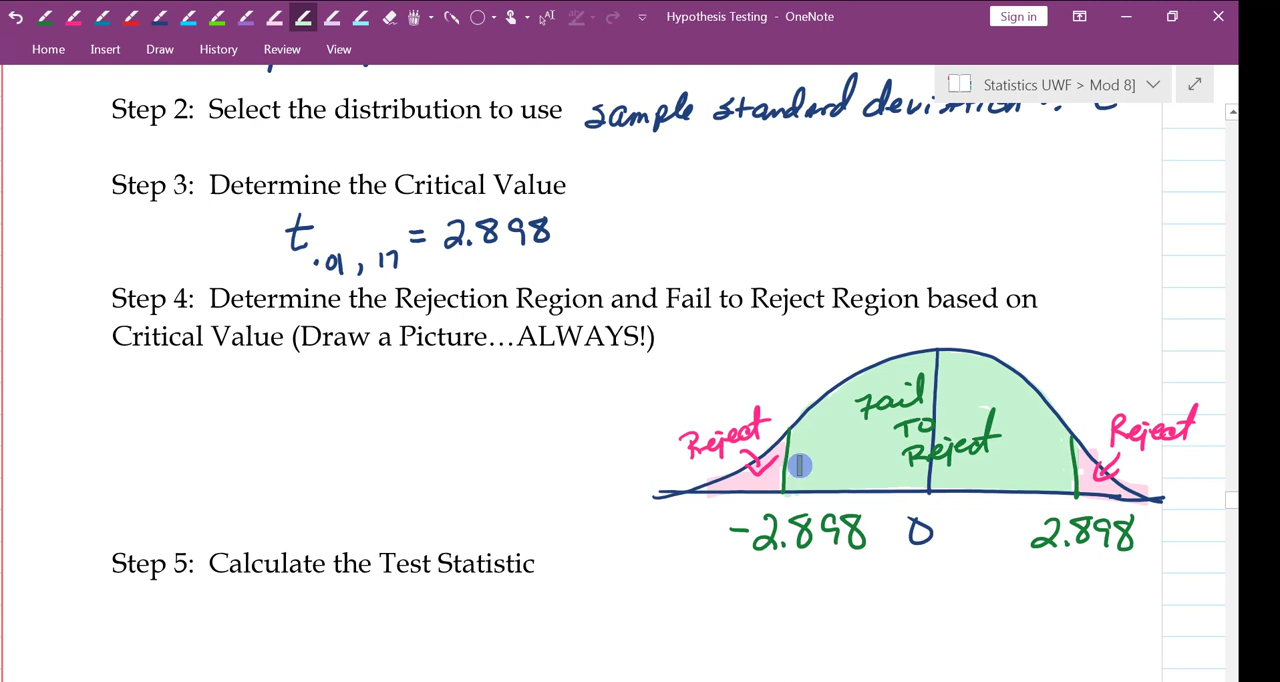 Hypothesis Testing - OneNote
Sign in
Home Insert Draw History Review View
Statistics UWF > Mod 8]
Step 2: Select the distribution to use sample standard deviation
Step 3: Determine the Critical Value
t.01, 17 = 2.898
Step 4: Determine the Rejection Region and Fail to Reject Region based on
Critical Value (Draw a Picture…ALWAYS!)
Fail
To
Reject
Reject
Reject
-2.898 0 2.898
Step 5: Calculate the Test Statistic